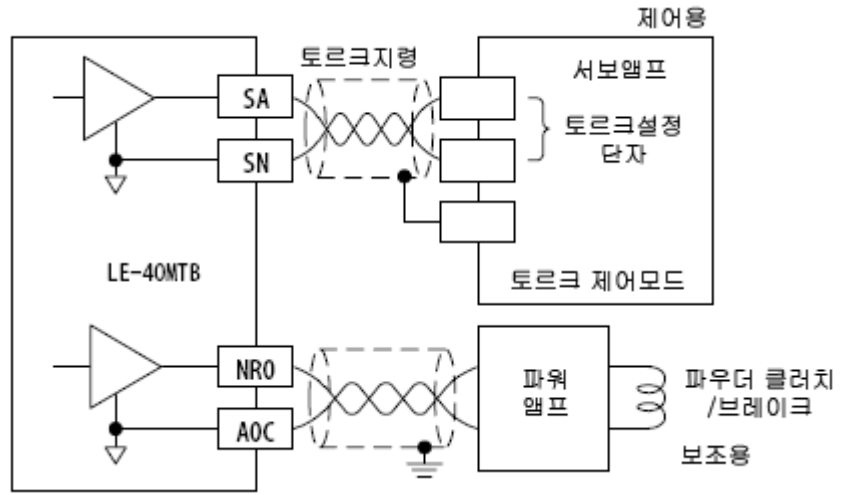 제어용
토르크지령
서보앰프
SA
토르크설정
단자
SN
LE-40MTB
토르크 제어모드
NRO
파워
앰프
파우더 클러치
/브레이크
AOC
보조용